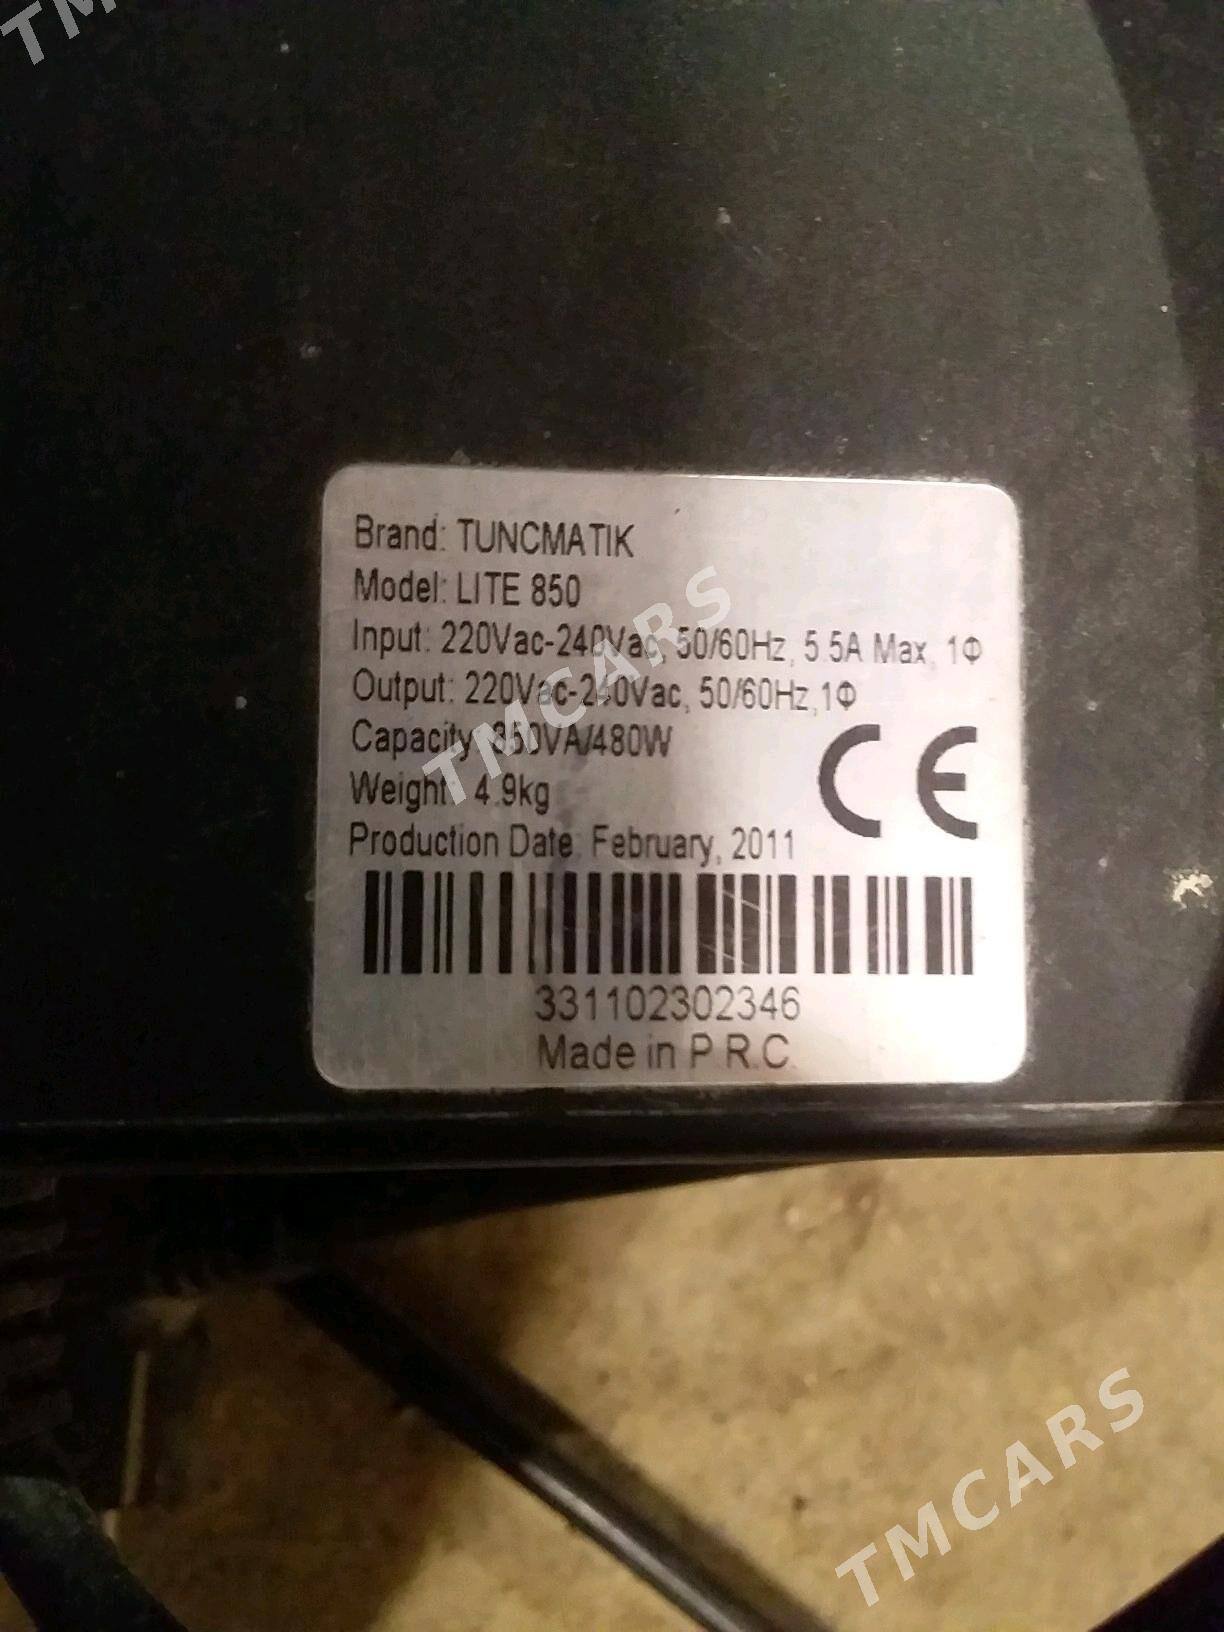 TM
Brand: TUNCMATIK
Model: LITE 850
Input: 220Vac-240Vac, 50/60Hz, 5.5A Max, 1Φ
Output: 220Vac-240Vac, 50/60Hz,1Φ
Capacity: 850VA/480W
Weight: 4.9kg
CE
Production Date: February, 2011
331102302346
Made in P.R.C.
TMCARS
TMCARS